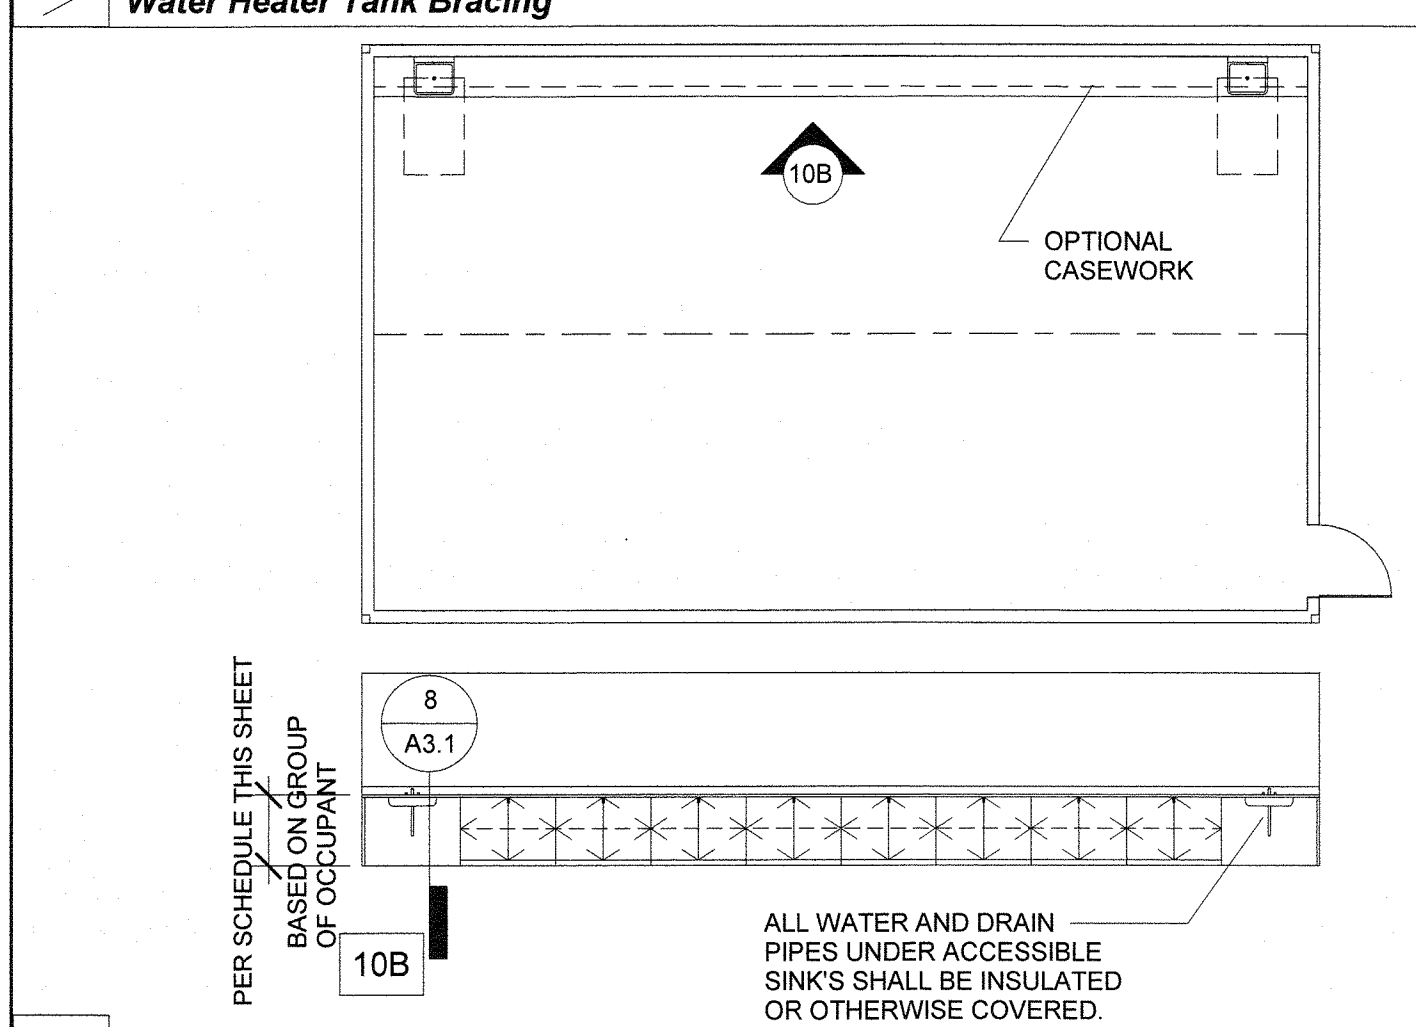 Water Heater Tank Bracing
10B
OPTIONAL
CASEWORK
8
A3.1
PER SCHEDULE THIS SHEET
BASED ON GROUP
OF OCCUPANT
10B
ALL WATER AND DRAIN
PIPES UNDER ACCESSIBLE
SINK'S SHALL BE INSULATED
OR OTHERWISE COVERED.